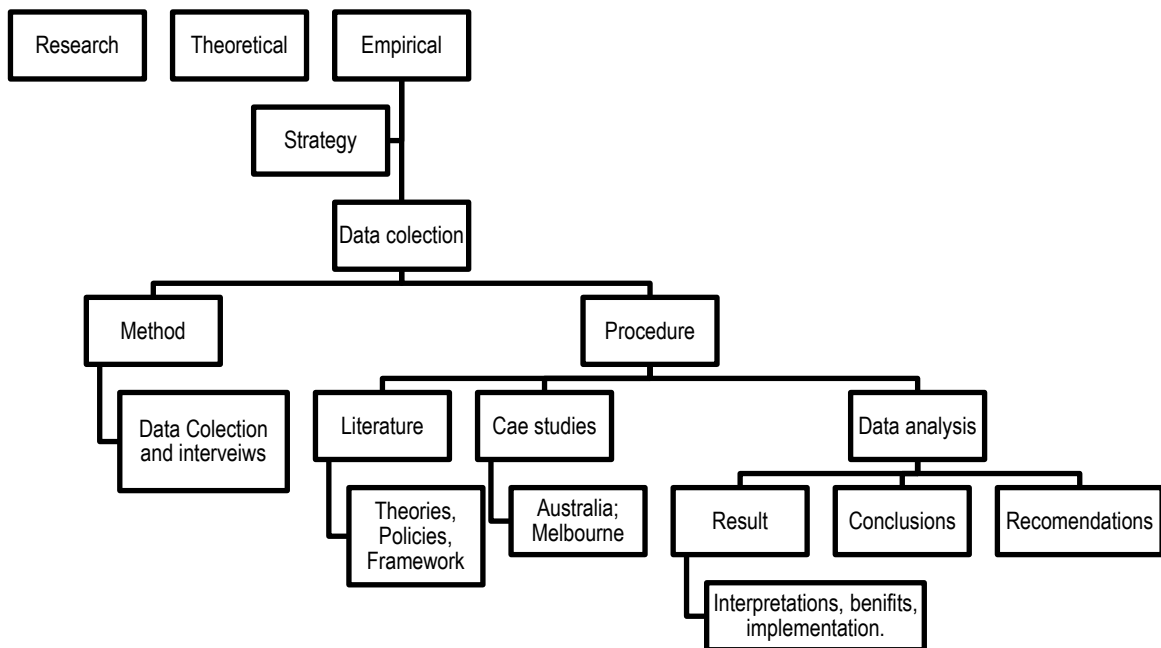 Research
Theoretical
Empirical
Strategy
Data colection
Method
Procedure
Data Colection
and interveiws
Literature
Cae studies
Data analysis
Theories,
Policies,
Framework
Australia;
Melbourne
Result
Conclusions
Recomendations
Interpretations, benifits,
implementation.